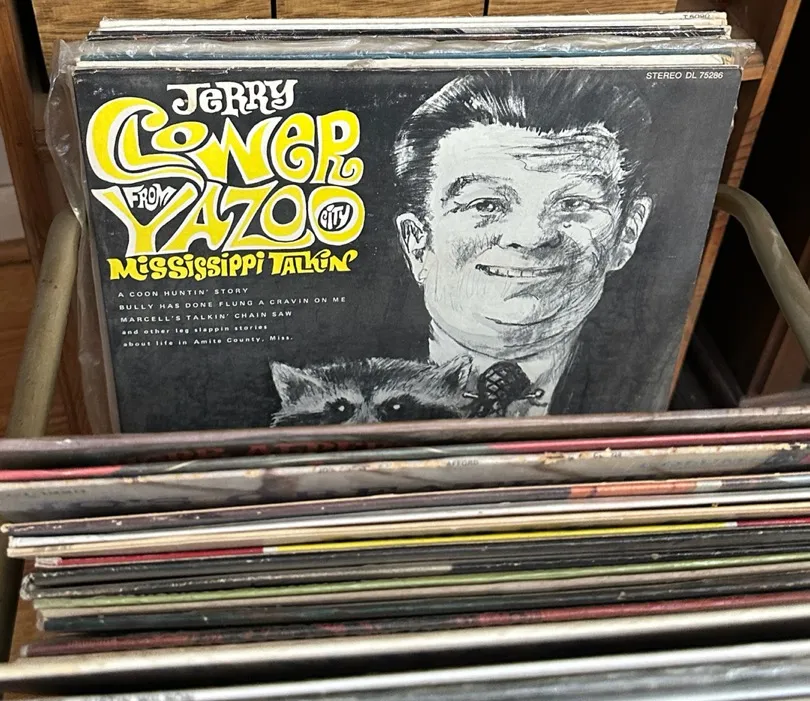 STEREO DL 75286
JERRY
CLOWER
FROM
YAZOO
CITY
MISSISSIPPI TALKIN'
A COON HUNTIN' STORY
BULLY HAS DONE FLUNG A CRAVIN ON ME
MARCELL'S TALKIN' CHAIN SAW
and other leg slappin stories
about life in Amite County, Miss.